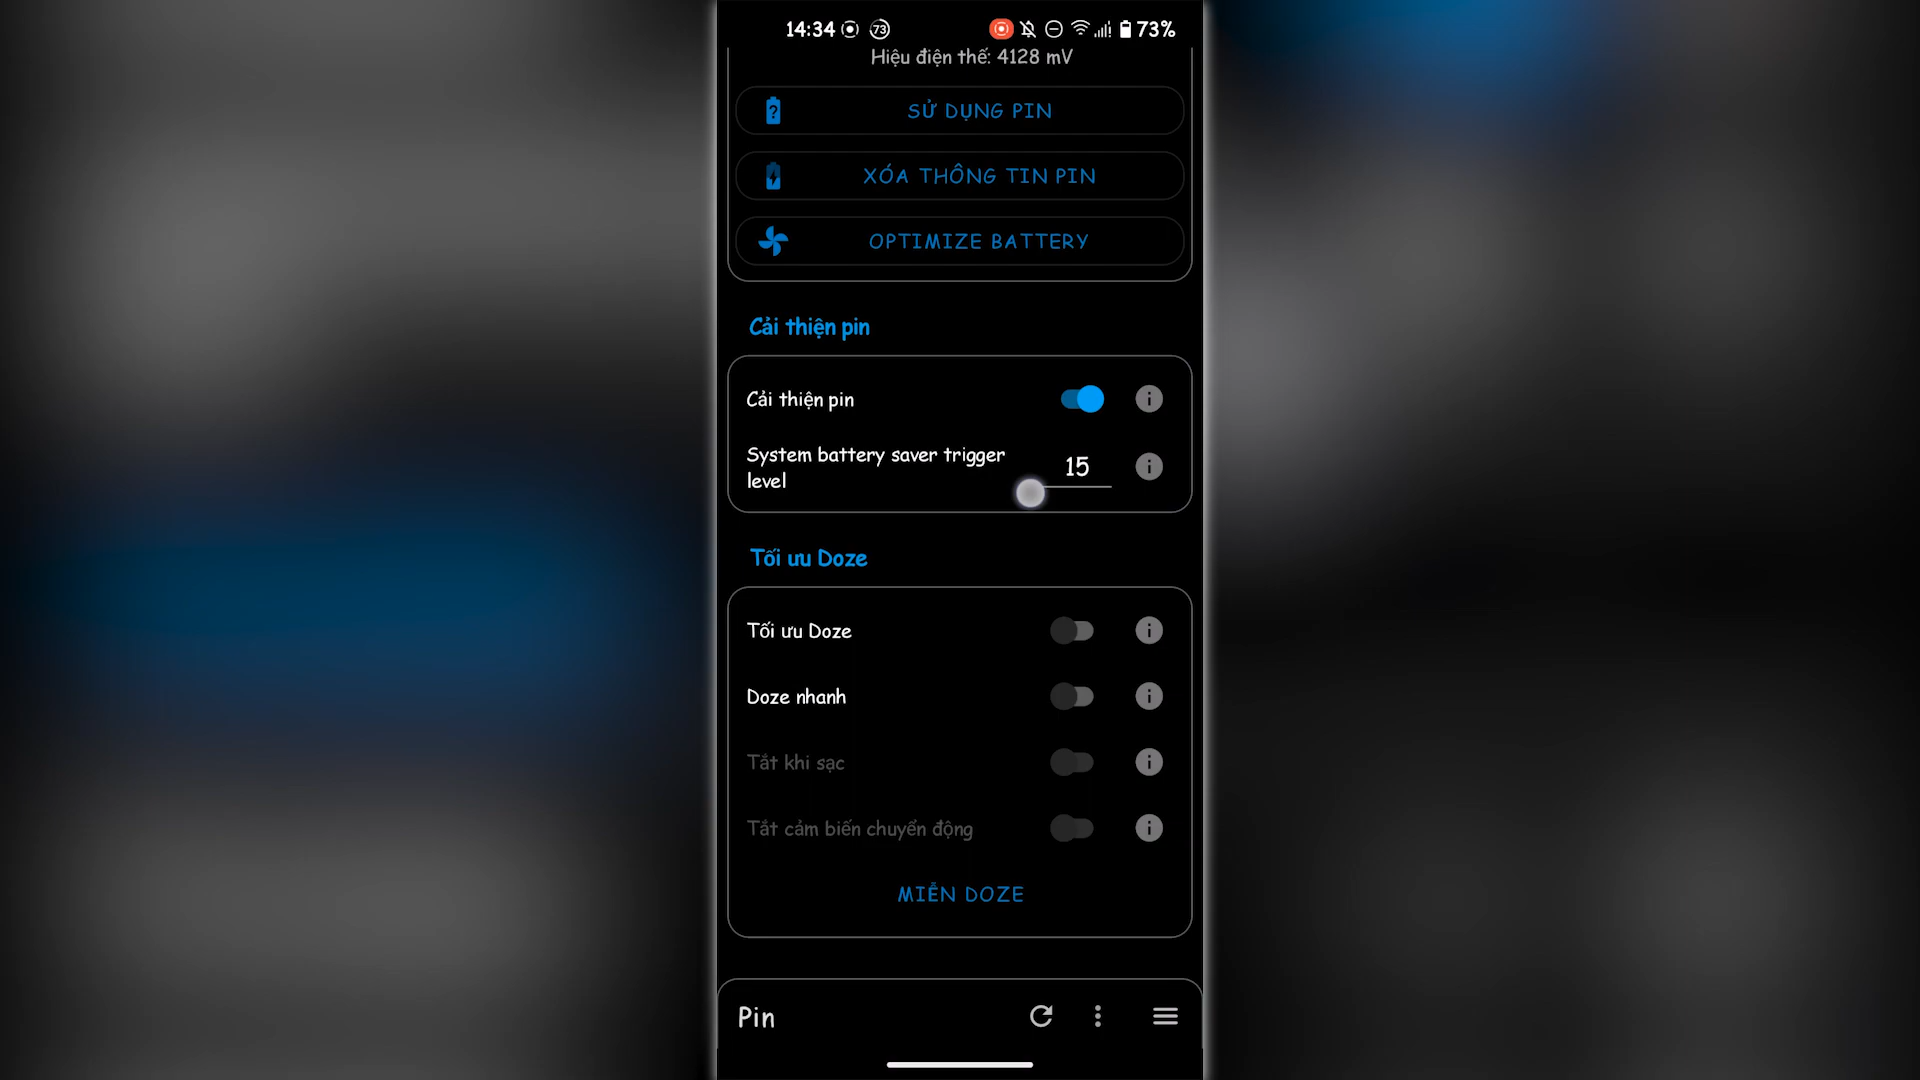 14:34 73 73%
Hiệu điện thế: 4128 mV
SỬ DỤNG PIN
XÓA THÔNG TIN PIN
OPTIMIZE BATTERY
Cải thiện pin
Cải thiện pin
System battery saver trigger
level
15
Tối ưu Doze
Tối ưu Doze
Doze nhanh
Tắt khi sạc
Tắt cảm biến chuyển động
MIỄN DOZE
Pin